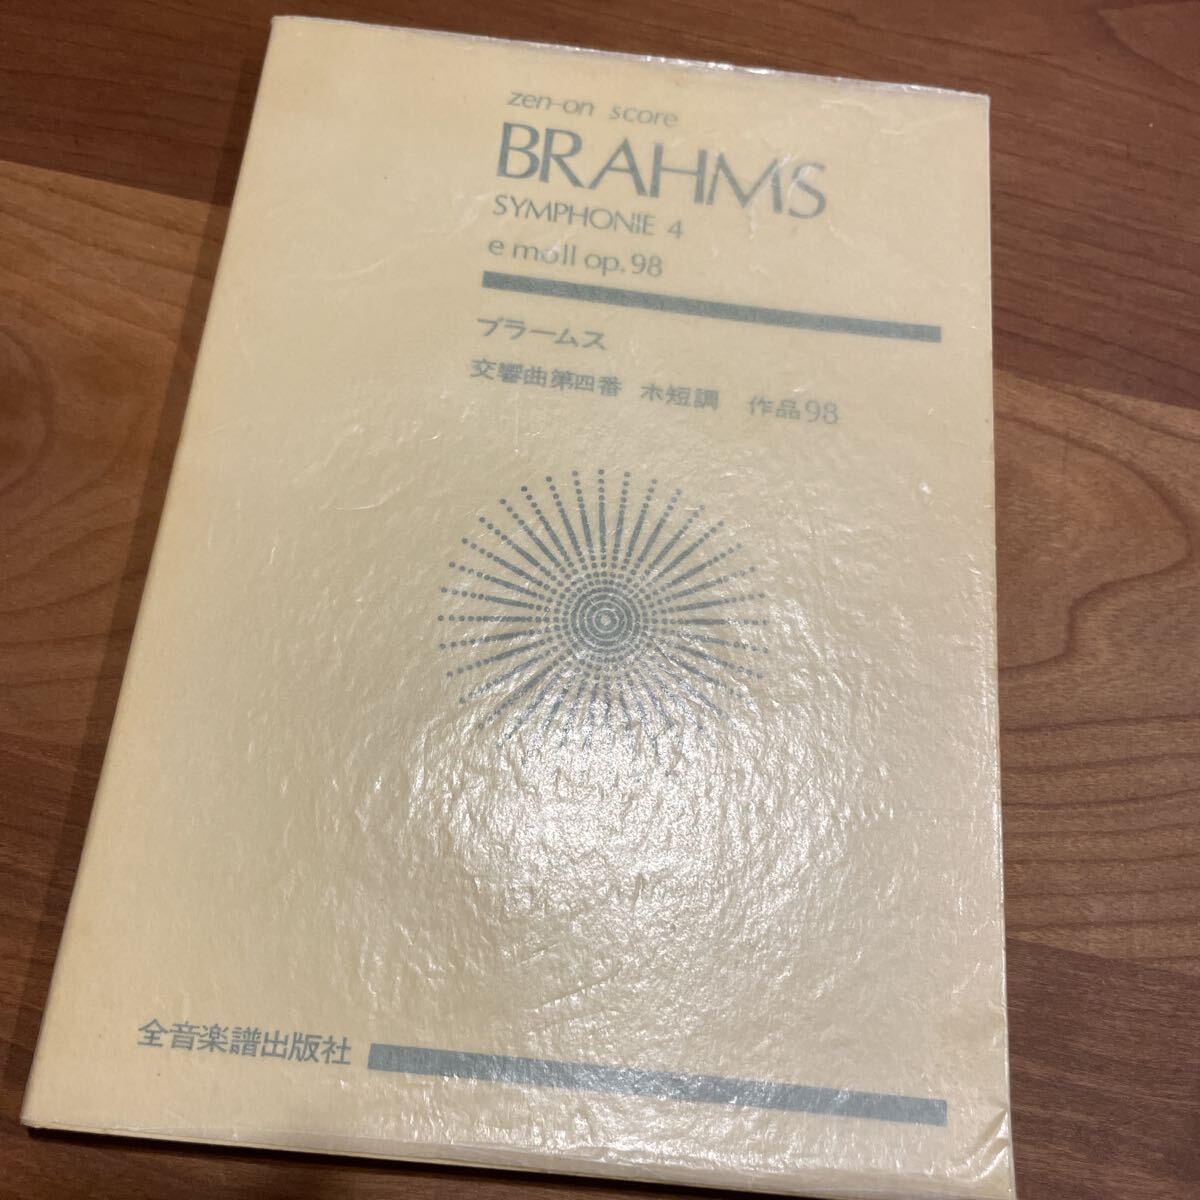 zen-on score
BRAHMS
SYMPHONIE 4
e moll op. 98
ブラームス
交響曲第四番 ホ短調 作品98
全音楽譜出版社